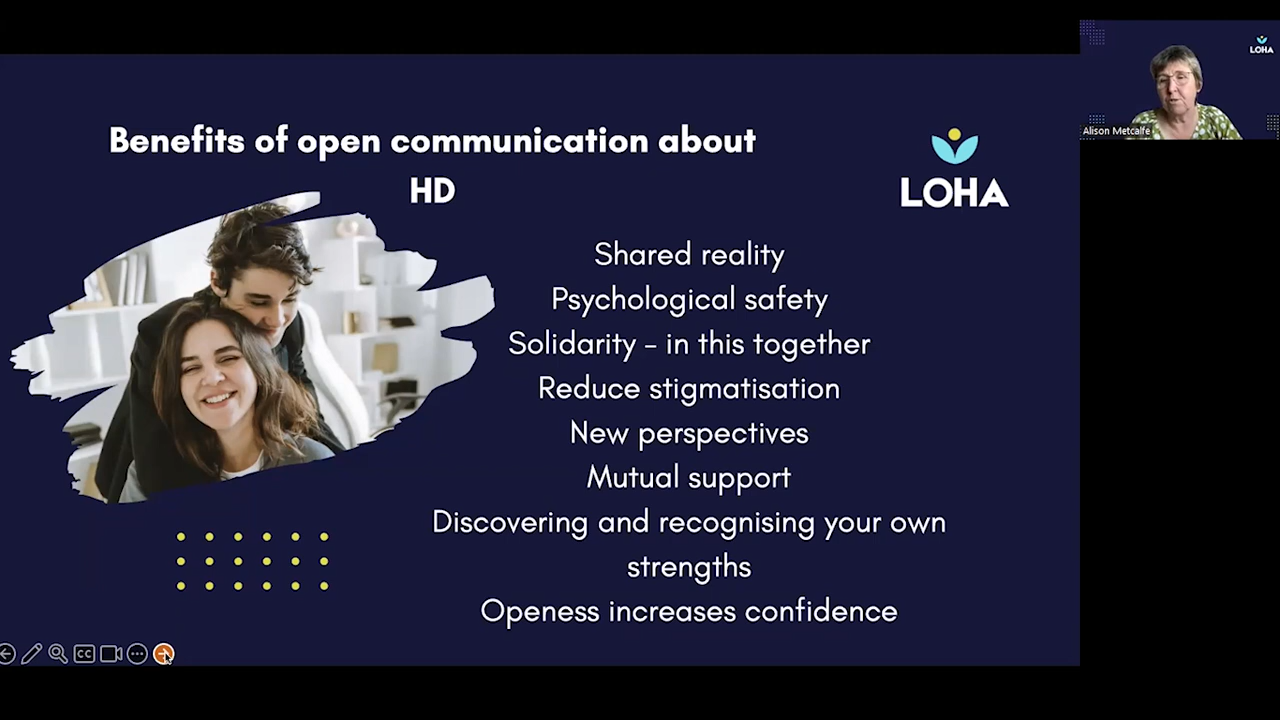 Benefits of open communication about
HD
LOHA
Shared reality
Psychological safety
Solidarity - in this together
Reduce stigmatisation
New perspectives
Mutual support
Discovering and recognising your own
strengths
Openess increases confidence
CC
LOHA
Alison Metcalfe